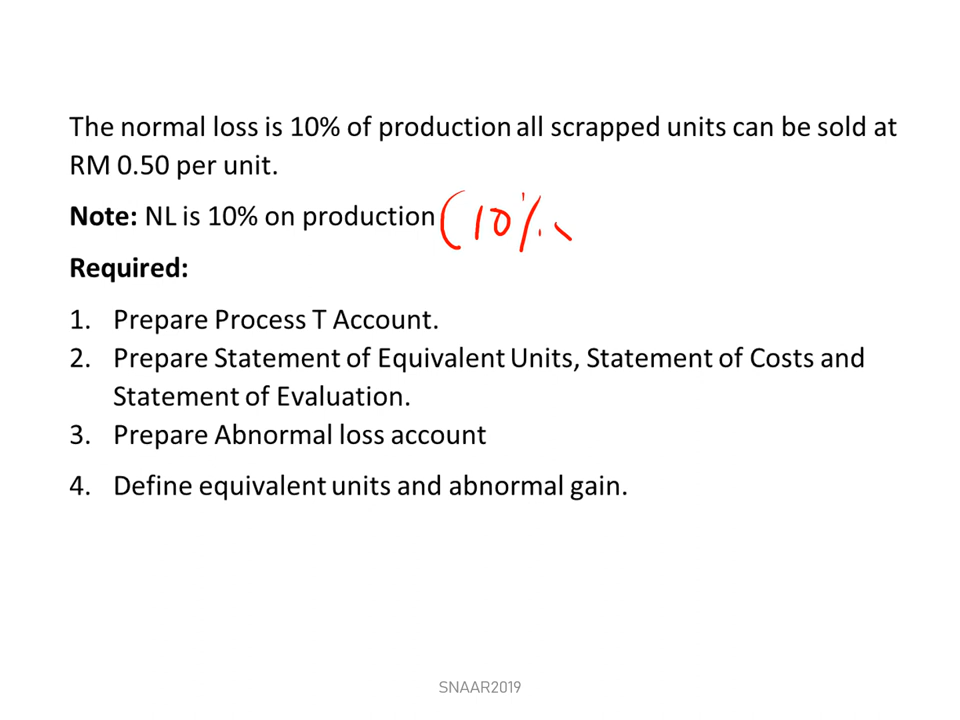 The normal loss is 10% of production all scrapped units can be sold at
RM 0.50 per unit.
Note: NL is 10% on production (10%
Required:
1. Prepare Process T Account.
2. Prepare Statement of Equivalent Units, Statement of Costs and
Statement of Evaluation.
3. Prepare Abnormal loss account
4. Define equivalent units and abnormal gain.
SNAAR2019